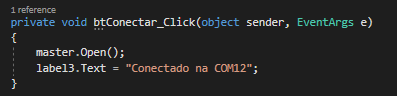 1 reference
private void btConectar_Click(object sender, EventArgs e)
{
master.Open();
label3.Text = "Conectado na COM12";
}